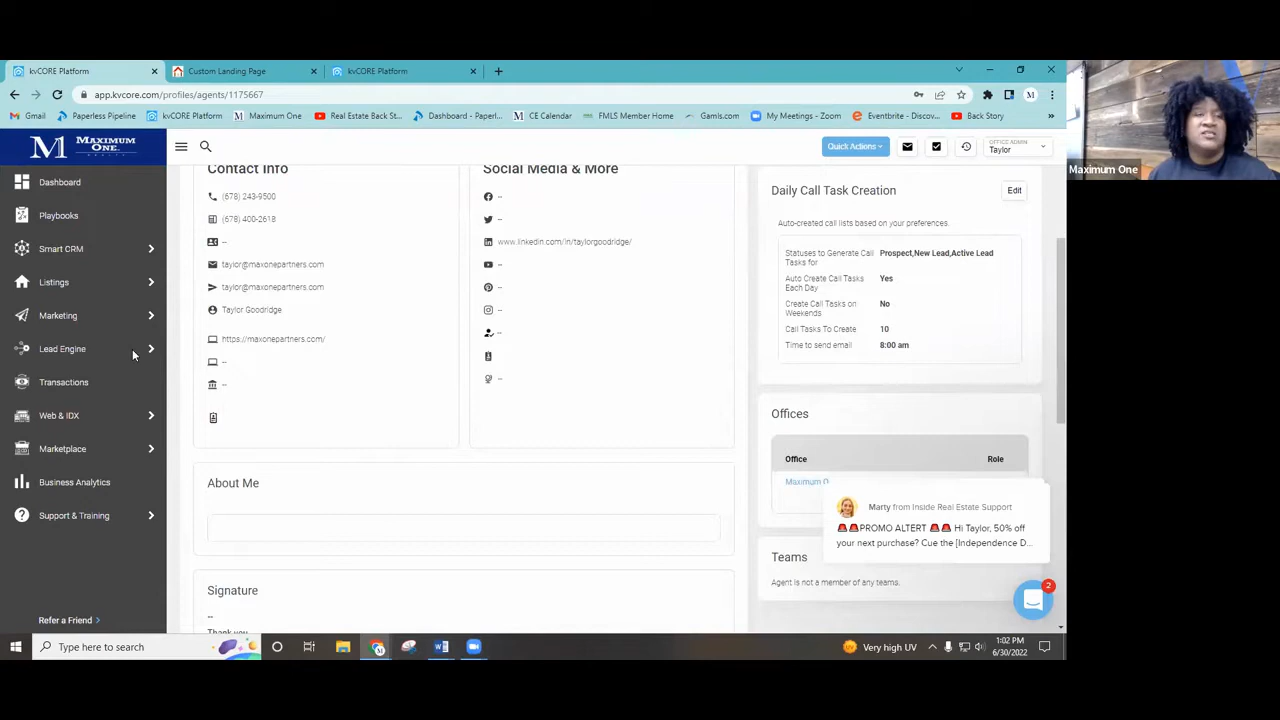 kvCORE Platform
Custom Landing Page
kvCORE Platform
app.kvcore.com/profiles/agents/1175667
Gmail
Paperless Pipeline
kvCORE Platform
Maximum One
Real Estate Back St...
Dashboard - Paperl...
CE Calendar
FMLS Member Home
Gamls.com
My Meetings - Zoom
Eventbrite - Discov...
Back Story
M MAXIMUM
ONE
Dashboard
Playbooks
Smart CRM
Listings
Marketing
Lead Engine
Transactions
Web & IDX
Marketplace
Business Analytics
Support & Training
Refer a Friend
Quick Actions
OFFICE ADMIN
Taylor
Contact Info
(678) 243-9500
(678) 400-2618
--
taylor@maxonepartners.com
taylor@maxonepartners.com
Taylor Goodridge
https://maxonepartners.com/
--
--
Social Media & More
--
--
www.linkedin.com/in/taylorgoodridge/
--
--
--
--
--
About Me
Signature
--
Thank you
Daily Call Task Creation
Edit
Auto-created call lists based on your preferences.
Statuses to Generate Call Prospect,New Lead,Active Lead
Tasks for
Auto Create Call Tasks Yes
Each Day
Create Call Tasks on No
Weekends
Call Tasks To Create 10
Time to send email 8:00 am
Offices
Office Role
Maximum O
Marty from Inside Real Estate Support
🚨🚨PROMO ALTERT 🚨🚨 Hi Taylor, 50% off
your next purchase? Cue the [Independence D...
Teams
Agent is not a member of any teams.
2
Type here to search
Very high UV
1:02 PM
6/30/2022
Maximum One